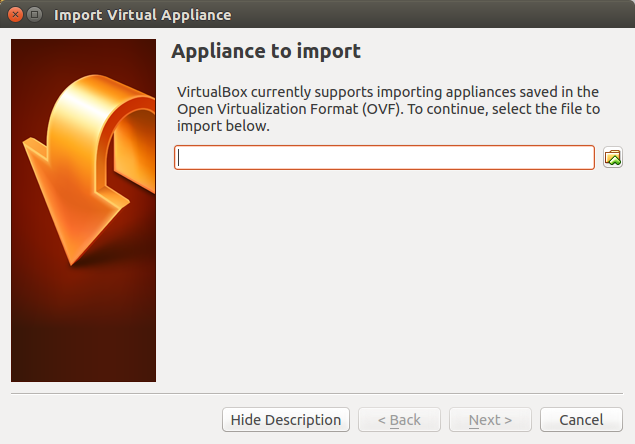 Import Virtual Appliance
Appliance to import
VirtualBox currently supports importing appliances saved in the
Open Virtualization Format (OVF). To continue, select the file to
import below.
Hide Description
< Back
Next >
Cancel